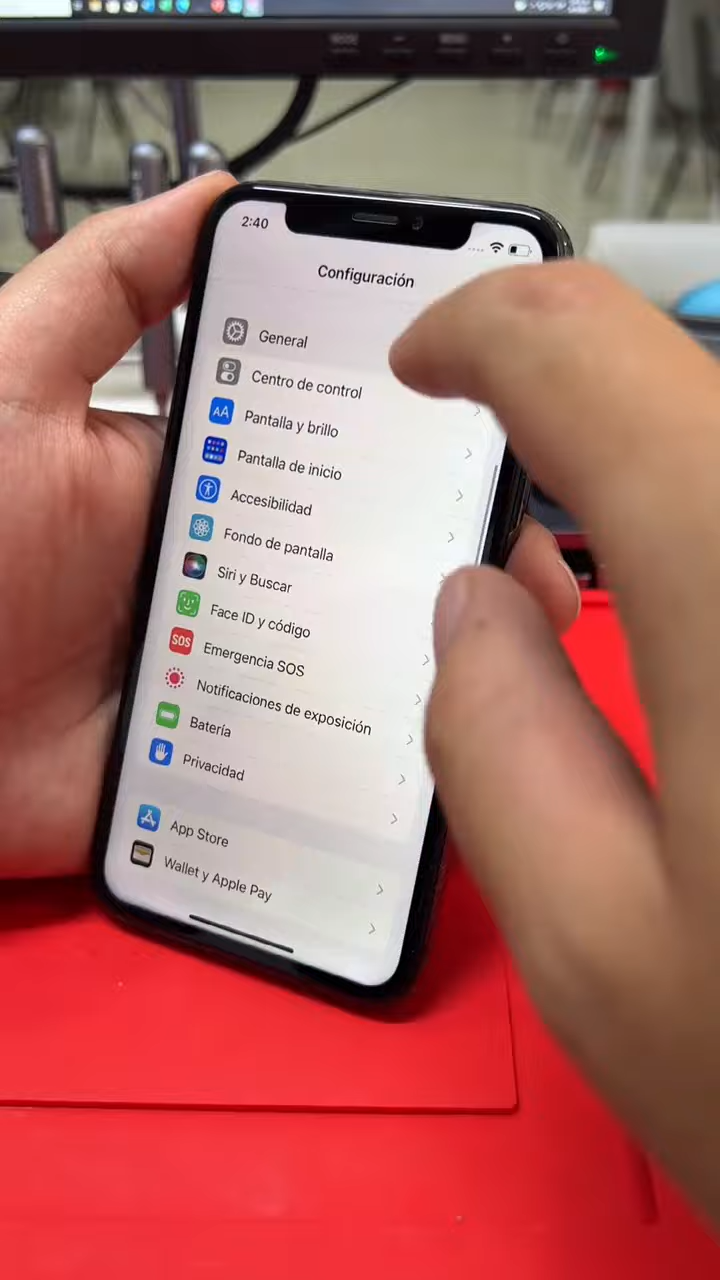 2:40
Configuración
General
Centro de control
AA
Pantalla y brillo
Pantalla de inicio
Accesibilidad
Fondo de pantalla
Siri y Buscar
Face ID y código
SOS
Emergencia SOS
Notificaciones de exposición
Batería
Privacidad
App Store
Wallet y Apple Pay